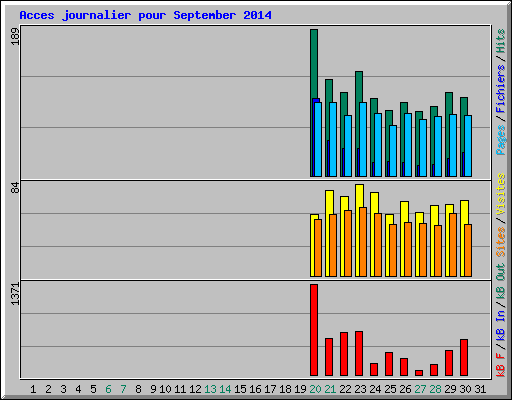 Acces journalier pour September 2014
189
84
1371
Pages / Fichiers / Hits
Sites / Visites
kB F / kB In / kB Out
1 2 3 4 5 6 7 8 9 10 11 12 13 14 15 16 17 18 19 20 21 22 23 24 25 26 27 28 29 30 31